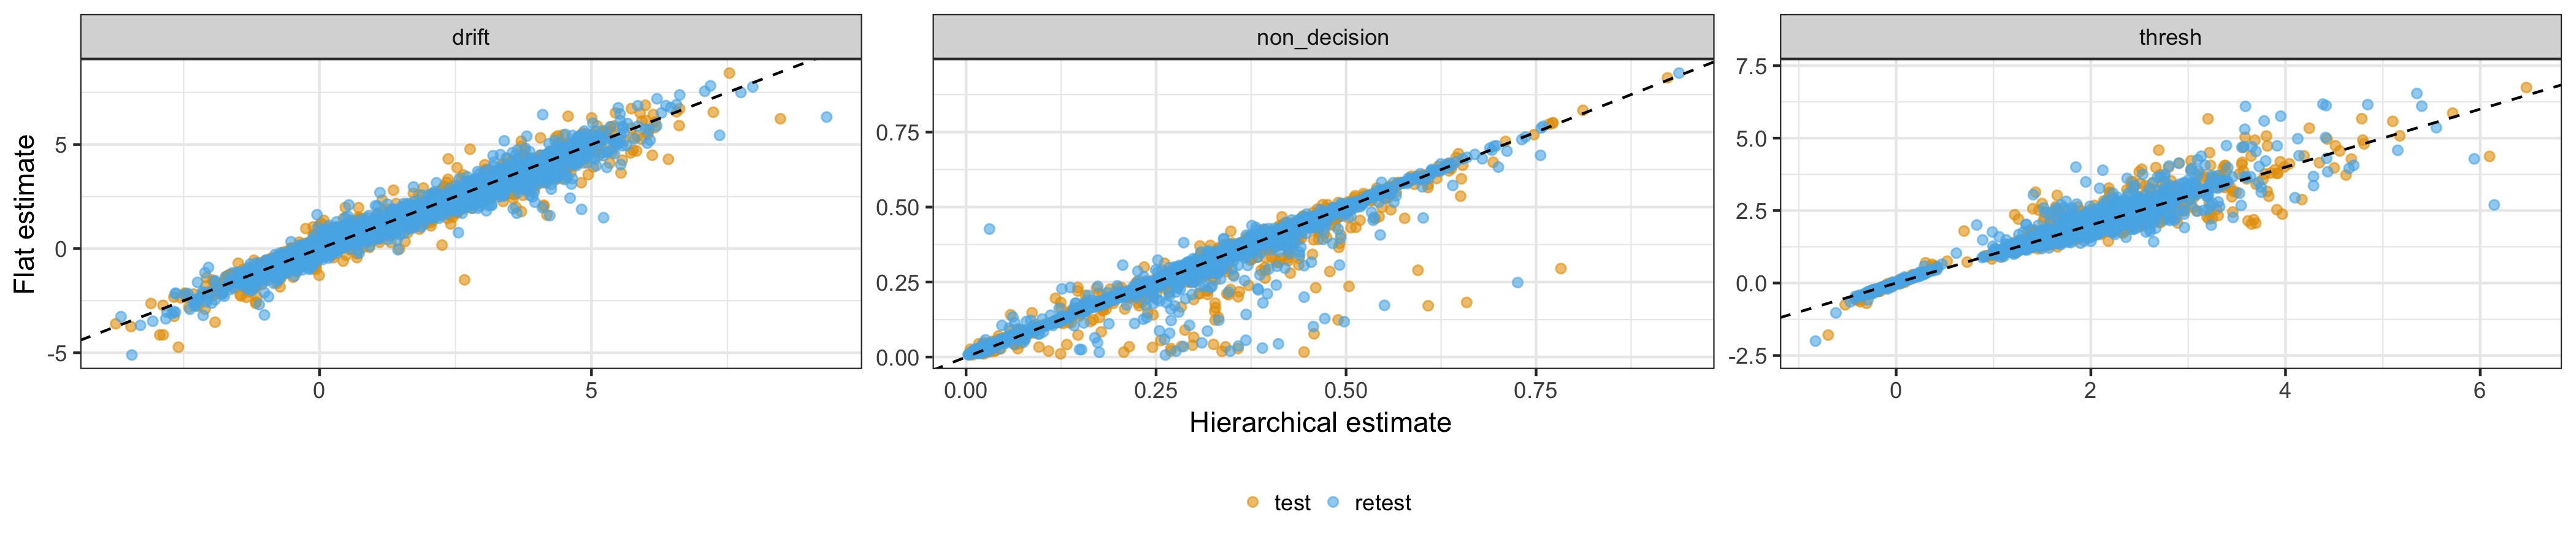 drift
non_decision
thresh
Flat estimate
5
0
-5
0.75
0.50
0.25
0.00
7.5
5.0
2.5
0.0
-2.5
0 5
0.00 0.25 0.50 0.75
0 2 4 6
Hierarchical estimate
test retest